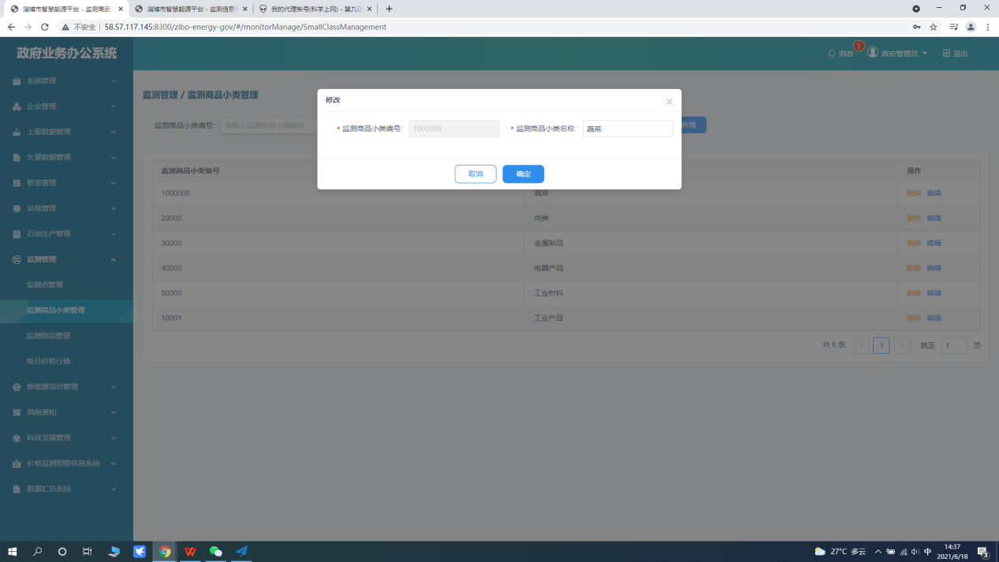 淄博市智慧能源平台 - 监测商品
淄博市智慧能源平台 - 监测信息
我的代理帐号(科学上网) - 第九区
不安全
58.57.117.145:8300/zibo-energy-gov/#/monitorManage/SmallClassManagement
政府业务办公系统
消息
1
政府管理员
退出
系统管理
企业管理
上报数据管理
矢量数据管理
管道管理
站场管理
石油生产管理
监测管理
监测点管理
监测商品小类管理
监测商品管理
每日价格行情
新能源项目管理
消息通知
科技发展管理
价格监测预警信息系统
数据汇总系统
监测管理 / 监测商品小类管理
监测商品小类编号:
请输入监测商品小类编号
新增
修改
* 监测商品小类编号:
1000008
* 监测商品小类名称:
蔬菜
取消
确定
监测商品小类编号
操作
1000008
蔬菜
删除 编辑
20000
肉类
删除 编辑
30000
金属制品
删除 编辑
40000
电器产品
删除 编辑
50000
工业材料
删除 编辑
10001
工业产品
删除 编辑
共 6 条
1
跳至
1
页
27°C 多云
中
14:37
2021/6/18
3